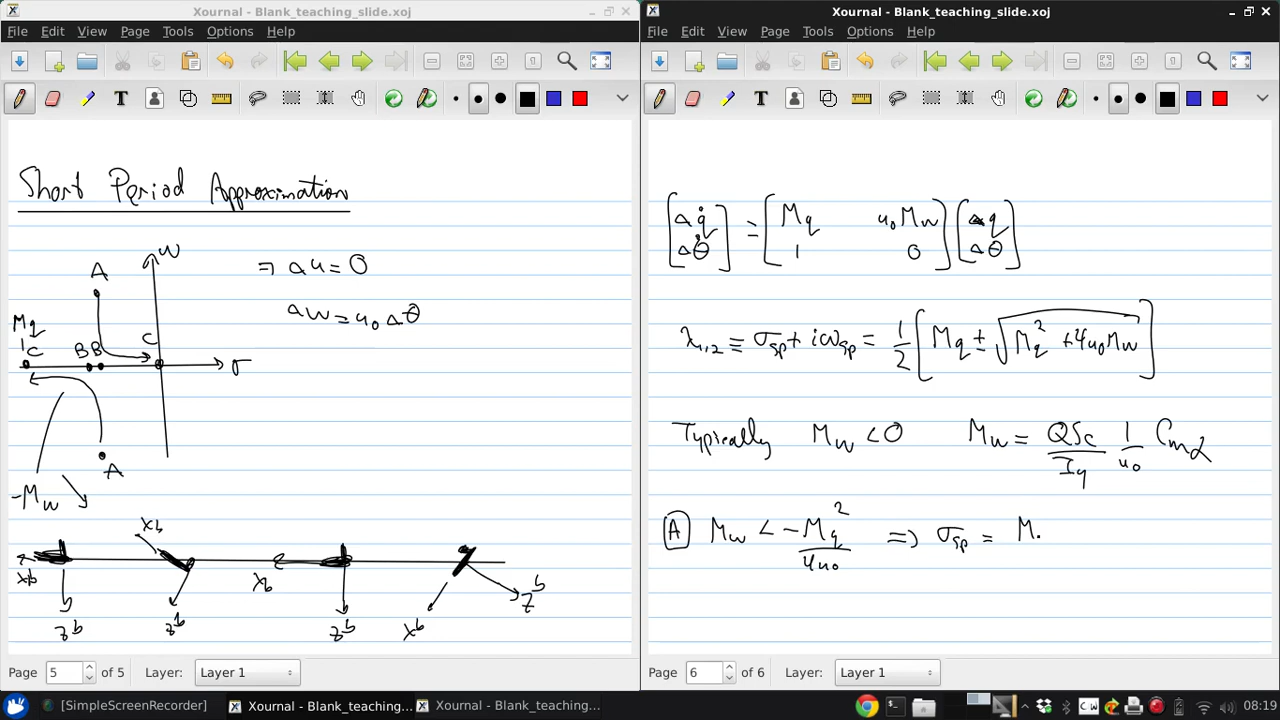 Xournal - Blank_teaching_slide.xoj
File Edit View Page Tools Options Help
Short Period Approximation
A
ω
⇒ Δu = 0
Δw = u₀ Δθ
Mq
C
B B
C
σ
A
-Mw
xb
xb
zb
zb
xb
zb
xb
zb
Page 5 of 5 Layer: Layer 1
Xournal - Blank_teaching_slide.xoj
File Edit View Page Tools Options Help
[Δq̇ Δθ̇] = [Mq u₀Mw 1 0] [Δq Δθ]
λ1,2 = σsp + iωsp = 1/2 [Mq ± √(Mq² + 4u₀Mw)]
Typically Mw < 0 Mw = QSc/Iy 1/u₀ Cmα
A Mw < -Mq²/4u₀ ⇒ σsp = M
Page 6 of 6 Layer: Layer 1
[SimpleScreenRecorder] Xournal - Blank_teaching_slide.... Xournal - Blank_teaching_slide.... CW 08:19